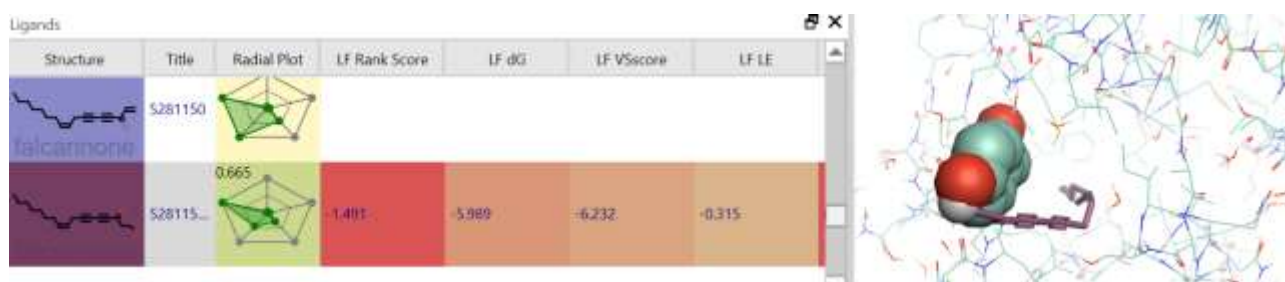 Ligands
Structure Title Radial Plot LF Rank Score LF dG LF VSscore LF LE
5281150
falcarinone
0.665
528115... -1.491 -5.989 -6.232 -0.315